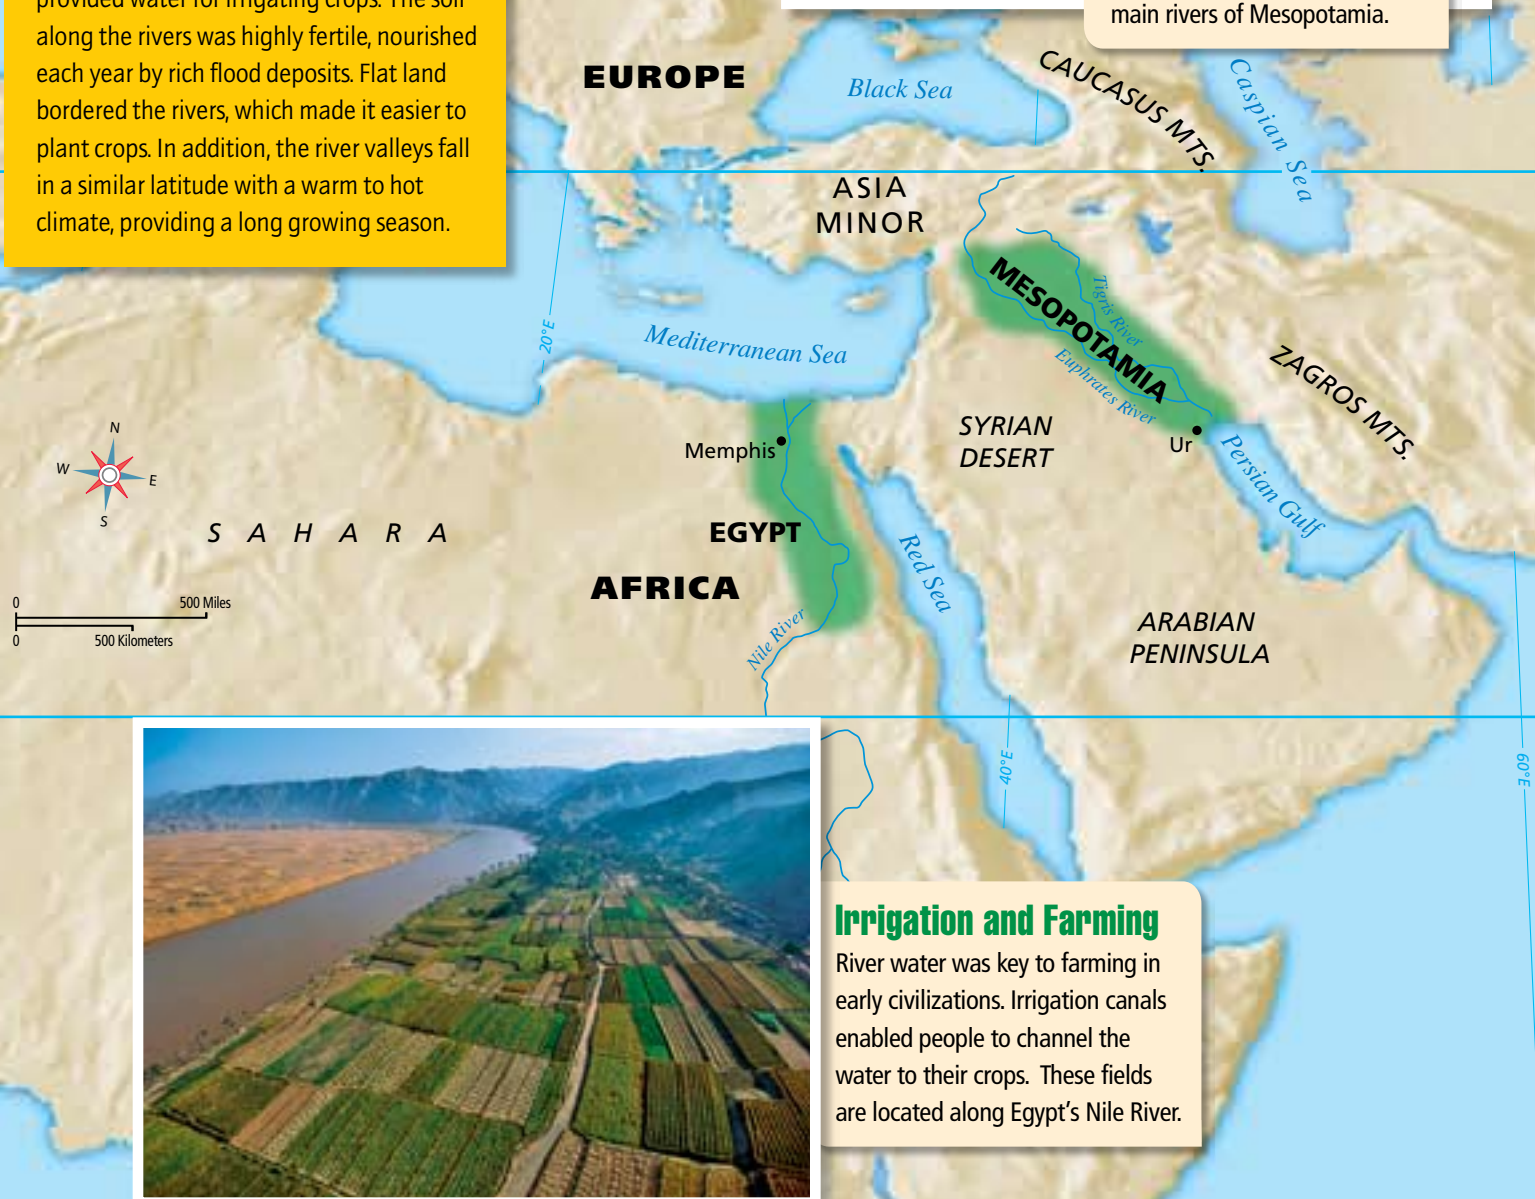 provided water for irrigating crops. The soil
along the rivers was highly fertile, nourished
each year by rich flood deposits. Flat land
bordered the rivers, which made it easier to
plant crops. In addition, the river valleys fall
in a similar latitude with a warm to hot
climate, providing a long growing season.
main rivers of Mesopotamia.
EUROPE
Black Sea
CAUCASUS MTS.
Caspian Sea
ASIA
MINOR
MESOPOTAMIA
Tigris River
Euphrates River
20°E
Mediterranean Sea
ZAGROS MTS.
SYRIAN
DESERT
Ur
Persian Gulf
Memphis
N
W
E
S
SAHARA
EGYPT
AFRICA
Red Sea
Nile River
0
500 Miles
0
500 Kilometers
ARABIAN
PENINSULA
40°E
60°E
Irrigation and Farming
River water was key to farming in
early civilizations. Irrigation canals
enabled people to channel the
water to their crops. These fields
are located along Egypt's Nile River.